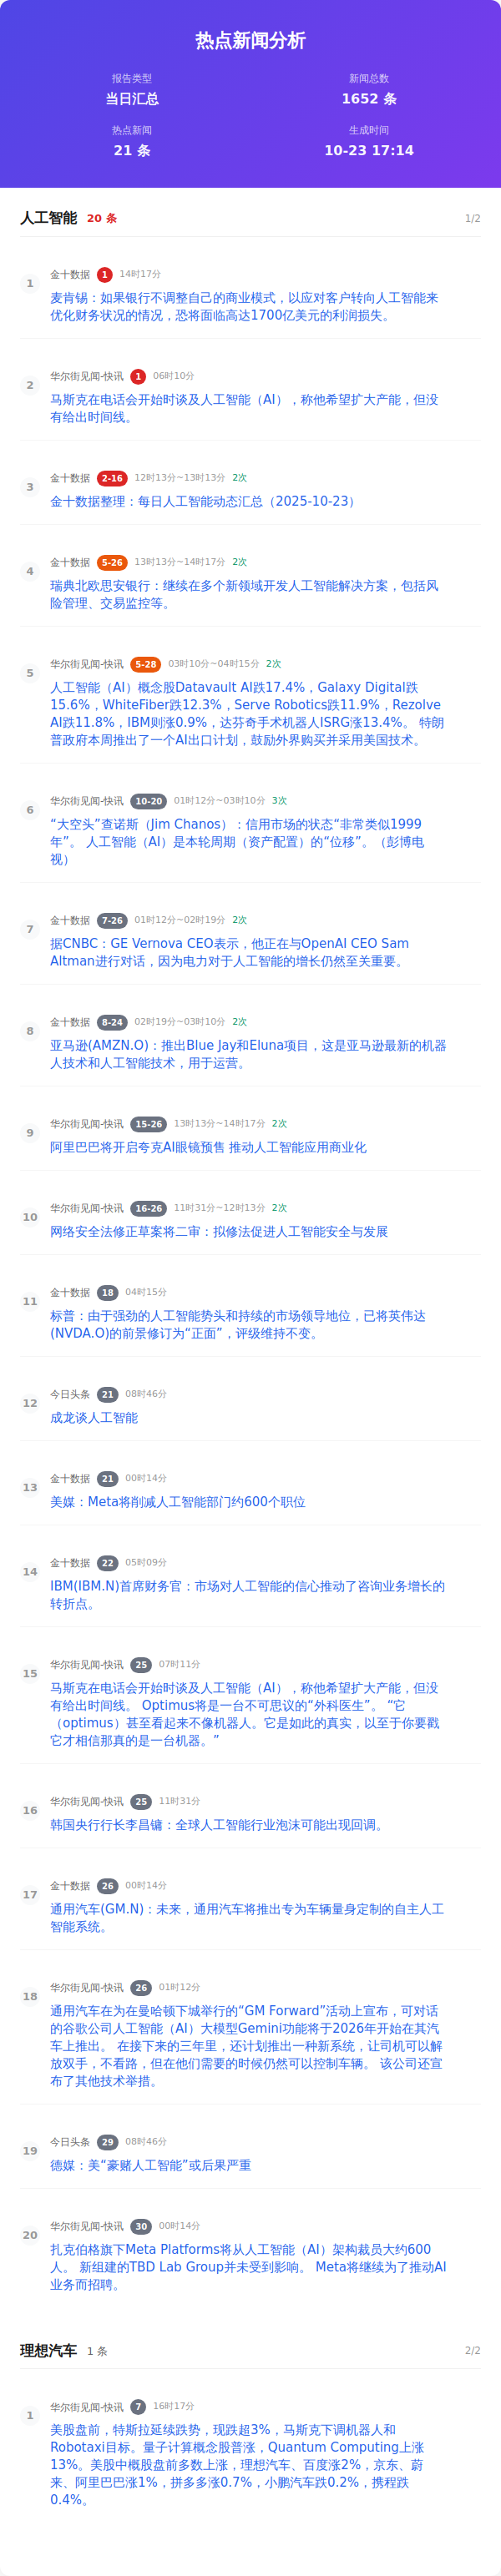 热点新闻分析
报告类型
新闻总数
当日汇总
1652 条
热点新闻
生成时间
21 条
10-23 17:14
人工智能 20 条 1/2
1
金十数据 1 14时17分
麦肯锡：如果银行不调整自己的商业模式，以应对客户转向人工智能来
优化财务状况的情况，恐将面临高达1700亿美元的利润损失。
2
华尔街见闻-快讯 1 06时10分
马斯克在电话会开始时谈及人工智能（AI），称他希望扩大产能，但没
有给出时间线。
3
金十数据 2-16 12时13分~13时13分 2次
金十数据整理：每日人工智能动态汇总（2025-10-23）
4
金十数据 5-26 13时13分~14时17分 2次
瑞典北欧思安银行：继续在多个新领域开发人工智能解决方案，包括风
险管理、交易监控等。
5
华尔街见闻-快讯 5-28 03时10分~04时15分 2次
人工智能（AI）概念股Datavault AI跌17.4%，Galaxy Digital跌
15.6%，WhiteFiber跌12.3%，Serve Robotics跌11.9%，Rezolve
AI跌11.8%，IBM则涨0.9%，达芬奇手术机器人ISRG涨13.4%。 特朗
普政府本周推出了一个AI出口计划，鼓励外界购买并采用美国技术。
6
华尔街见闻-快讯 10-20 01时12分~03时10分 3次
“大空头”查诺斯（Jim Chanos）：信用市场的状态“非常类似1999
年”。 人工智能（AI）是本轮周期（资产配置）的“位移”。（彭博电
视）
7
金十数据 7-26 01时12分~02时19分 2次
据CNBC：GE Vernova CEO表示，他正在与OpenAI CEO Sam
Altman进行对话，因为电力对于人工智能的增长仍然至关重要。
8
金十数据 8-24 02时19分~03时10分 2次
亚马逊(AMZN.O)：推出Blue Jay和Eluna项目，这是亚马逊最新的机器
人技术和人工智能技术，用于运营。
9
华尔街见闻-快讯 15-26 13时13分~14时17分 2次
阿里巴巴将开启夸克AI眼镜预售 推动人工智能应用商业化
10
华尔街见闻-快讯 16-26 11时31分~12时13分 2次
网络安全法修正草案将二审：拟修法促进人工智能安全与发展
11
金十数据 18 04时15分
标普：由于强劲的人工智能势头和持续的市场领导地位，已将英伟达
(NVDA.O)的前景修订为“正面”，评级维持不变。
12
今日头条 21 08时46分
成龙谈人工智能
13
金十数据 21 00时14分
美媒：Meta将削减人工智能部门约600个职位
14
金十数据 22 05时09分
IBM(IBM.N)首席财务官：市场对人工智能的信心推动了咨询业务增长的
转折点。
15
华尔街见闻-快讯 25 07时11分
马斯克在电话会开始时谈及人工智能（AI），称他希望扩大产能，但没
有给出时间线。 Optimus将是一台不可思议的“外科医生”。 “它
（optimus）甚至看起来不像机器人。它是如此的真实，以至于你要戳
它才相信那真的是一台机器。”
16
华尔街见闻-快讯 25 11时31分
韩国央行行长李昌镛：全球人工智能行业泡沫可能出现回调。
17
金十数据 26 00时14分
通用汽车(GM.N)：未来，通用汽车将推出专为车辆量身定制的自主人工
智能系统。
18
华尔街见闻-快讯 26 01时12分
通用汽车在为在曼哈顿下城举行的“GM Forward”活动上宣布，可对话
的谷歌公司人工智能（AI）大模型Gemini功能将于2026年开始在其汽
车上推出。 在接下来的三年里，还计划推出一种新系统，让司机可以解
放双手，不看路，但在他们需要的时候仍然可以控制车辆。 该公司还宣
布了其他技术举措。
19
今日头条 29 08时46分
德媒：美“豪赌人工智能”或后果严重
20
华尔街见闻-快讯 30 00时14分
扎克伯格旗下Meta Platforms将从人工智能（AI）架构裁员大约600
人。 新组建的TBD Lab Group并未受到影响。 Meta将继续为了推动AI
业务而招聘。
理想汽车 1 条 2/2
1
华尔街见闻-快讯 7 16时17分
美股盘前，特斯拉延续跌势，现跌超3%，马斯克下调机器人和
Robotaxi目标。量子计算概念股普涨，Quantum Computing上涨
13%。美股中概股盘前多数上涨，理想汽车、百度涨2%，京东、蔚
来、阿里巴巴涨1%，拼多多涨0.7%，小鹏汽车跌0.2%，携程跌
0.4%。